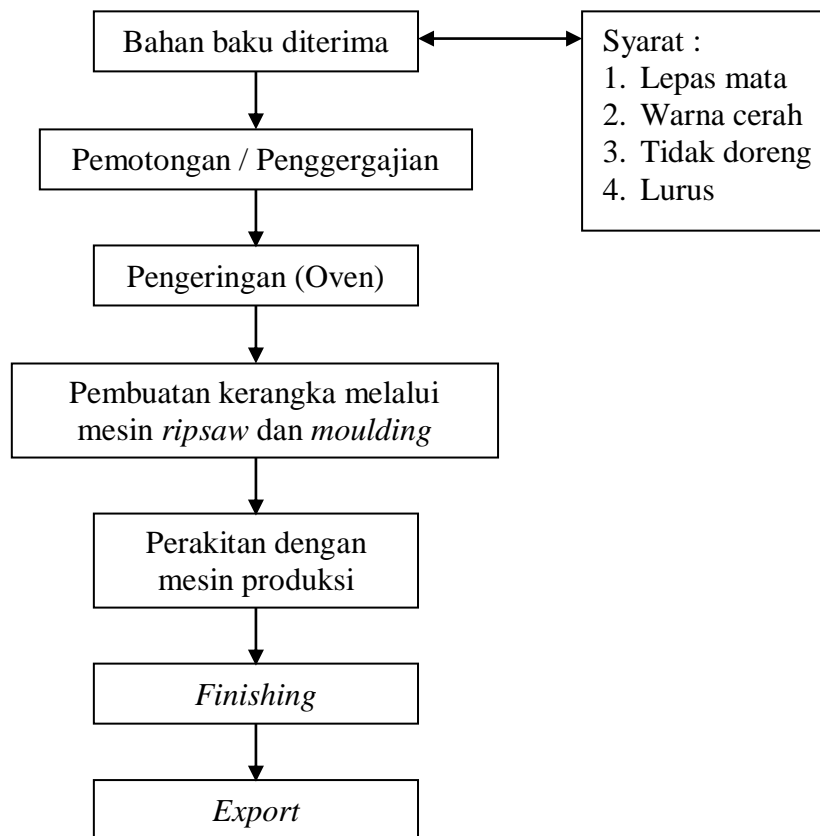 Bahan baku diterima
Syarat :
1. Lepas mata
2. Warna cerah
3. Tidak doreng
4. Lurus
Pemotongan / Penggergajian
Pengeringan (Oven)
Pembuatan kerangka melalui
mesin ripsaw dan moulding
Perakitan dengan
mesin produksi
Finishing
Export